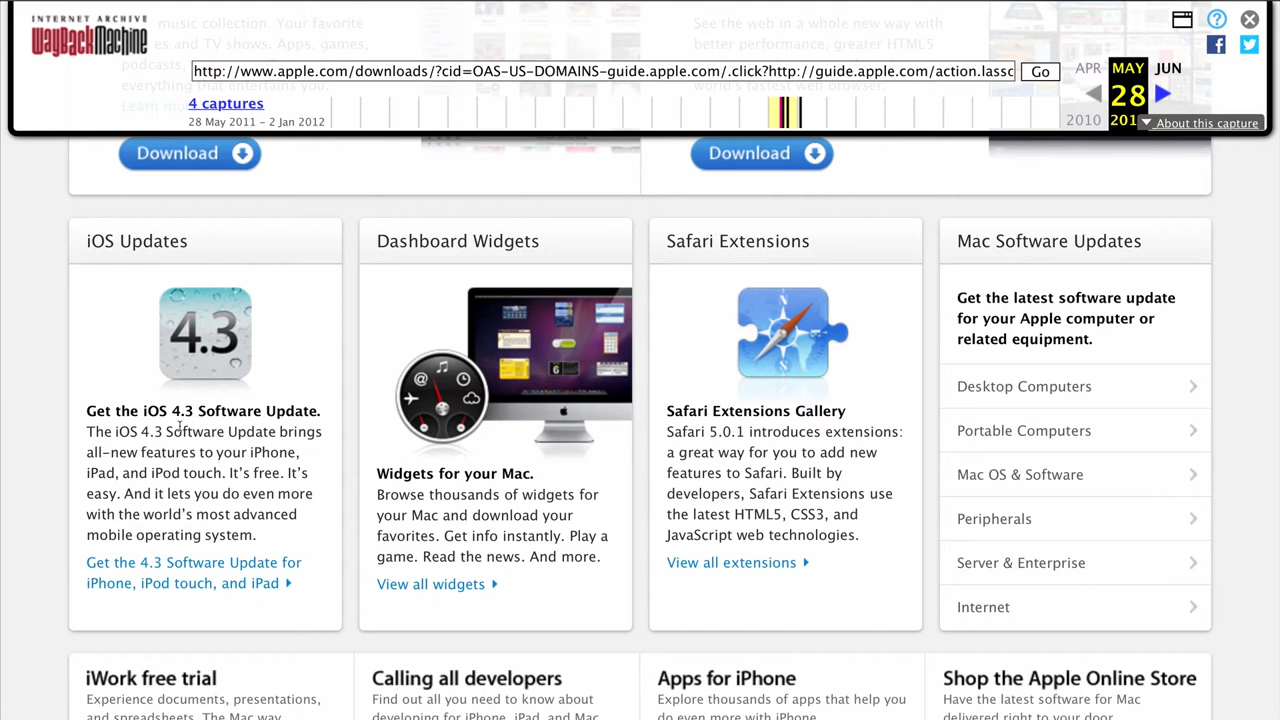 INTERNET ARCHIVE
WayBackMachine
music collection. Your favorite
es and TV shows. Apps, games,
podcasts,
everything that entertains you.
Learn mo
See the web in a whole new way with
better performance, greater HTML5
world's fastest web browser.
http://www.apple.com/downloads/?cid=OAS-US-DOMAINS-guide.apple.com/.click?http://guide.apple.com/action.lassc
Go
APR MAY JUN
4 captures
28
28 May 2011 – 2 Jan 2012
2010 201
About this capture
Download
Download
iOS Updates
4.3
Get the iOS 4.3 Software Update.
The iOS 4.3 Software Update brings
all-new features to your iPhone,
iPad, and iPod touch. It's free. It's
easy. And it lets you do even more
with the world's most advanced
mobile operating system.
Get the 4.3 Software Update for
iPhone, iPod touch, and iPad
Dashboard Widgets
Widgets for your Mac.
Browse thousands of widgets for
your Mac and download your
favorites. Get info instantly. Play a
game. Read the news. And more.
View all widgets
Safari Extensions
Safari Extensions Gallery
Safari 5.0.1 introduces extensions:
a great way for you to add new
features to Safari. Built by
developers, Safari Extensions use
the latest HTML5, CSS3, and
JavaScript web technologies.
View all extensions
Mac Software Updates
Get the latest software update
for your Apple computer or
related equipment.
Desktop Computers
Portable Computers
Mac OS & Software
Peripherals
Server & Enterprise
Internet
iWork free trial
Experience documents, presentations,
and spreadsheets. The Mac way.
Calling all developers
Find out all you need to know about
developing for iPhone, iPad, and Mac.
Apps for iPhone
Explore thousands of apps that help you
do even more with iPhone.
Shop the Apple Online Store
Have the latest software for Mac
delivered right to your door.